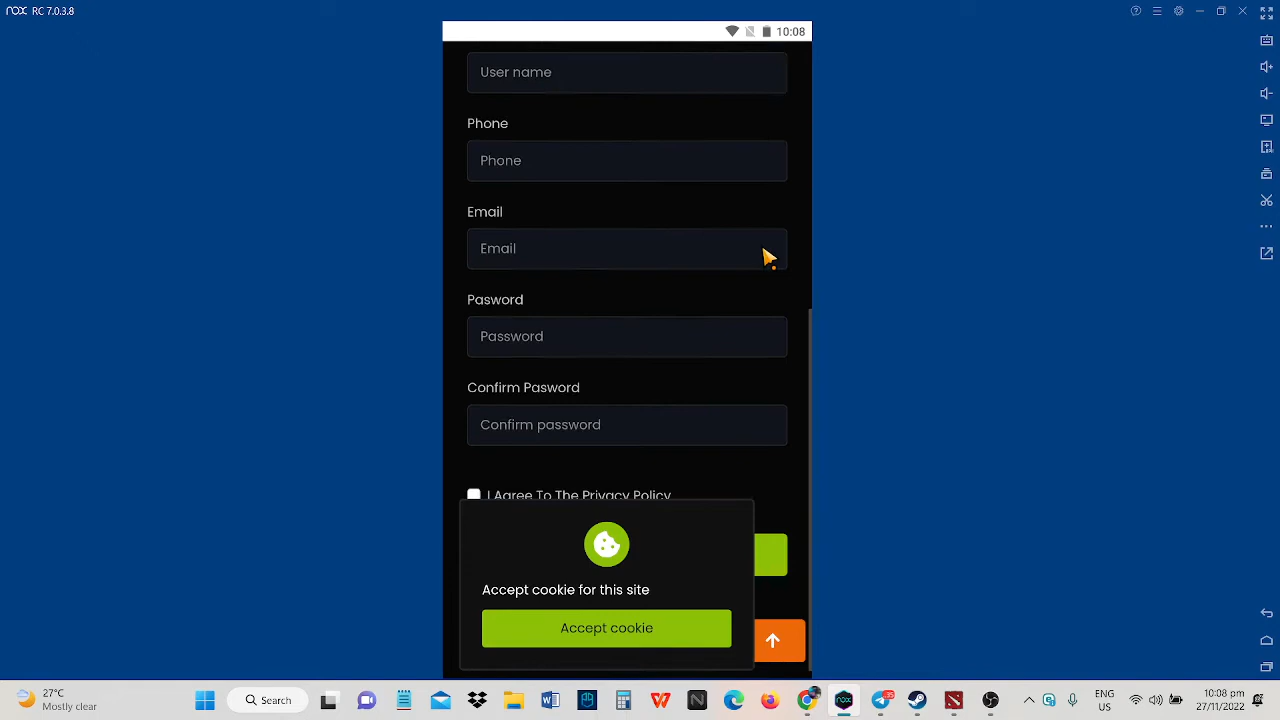 nox RC 7.0.3.8
10:08
User name
Phone
Phone
Email
Email
Pasword
Password
Confirm Pasword
Confirm password
I Agree To The Privacy Policy
Accept cookie for this site
Accept cookie
27°C
Mostly clear
Search
35
nox
ENG
US
10:08 pm
27/11/2022